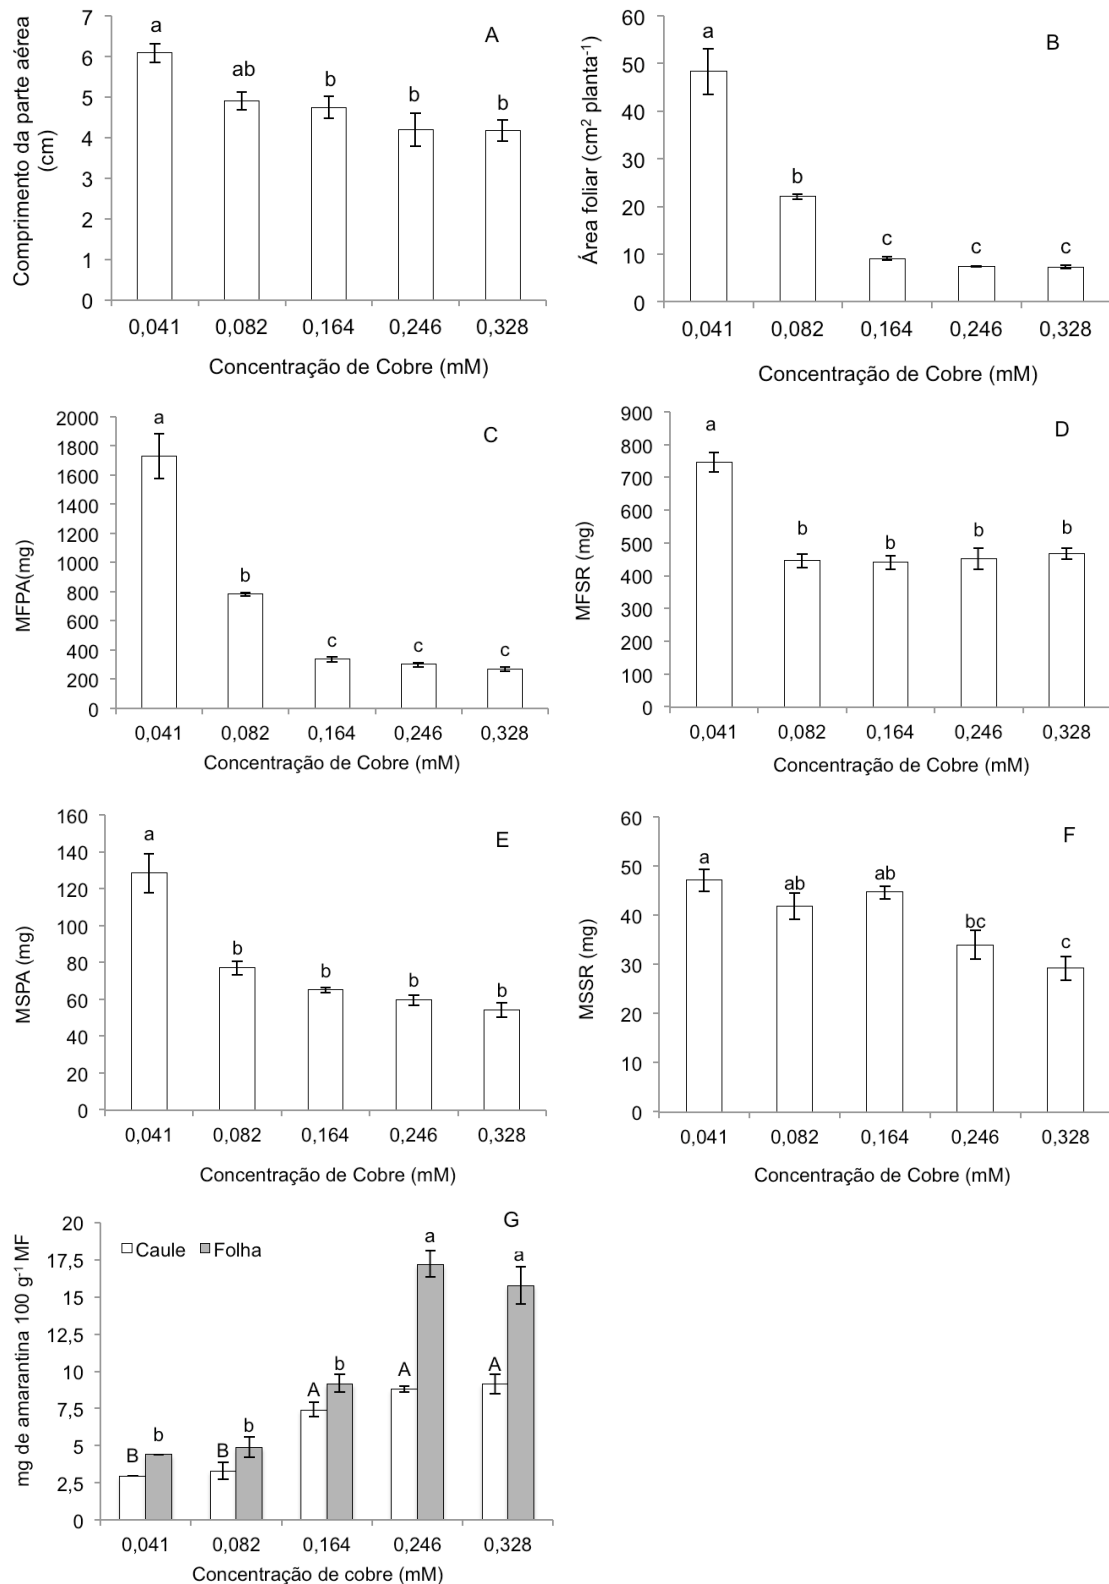 Comprimento da parte aérea
(cm)
7
6
5
4
3
2
1
0
a
ab
b
b
b
A
0,041 0,082 0,164 0,246 0,328
Concentração de Cobre (mM)
Área foliar (cm² planta⁻¹)
60
50
40
30
20
10
0
a
b
c
c
c
B
0,041 0,082 0,164 0,246 0,328
Concentração de Cobre (mM)
MFPA(mg)
2000
1800
1600
1400
1200
1000
800
600
400
200
0
a
b
c
c
c
C
0,041 0,082 0,164 0,246 0,328
Concentração de Cobre (mM)
MFSR (mg)
900
800
700
600
500
400
300
200
100
0
a
b
b
b
b
D
0,041 0,082 0,164 0,246 0,328
Concentração de Cobre (mM)
MSPA (mg)
160
140
120
100
80
60
40
20
0
a
b
b
b
b
E
0,041 0,082 0,164 0,246 0,328
Concentração de Cobre (mM)
MSSR (mg)
60
50
40
30
20
10
0
a
ab
ab
bc
c
F
0,041 0,082 0,164 0,246 0,328
Concentração de Cobre (mM)
mg de amarantina 100 g⁻¹ MF
20
17,5
15
12,5
10
7,5
5
2,5
0
Caule Folha
G
B b
B b
A b
A a
A a
0,041 0,082 0,164 0,246 0,328
Concentração de cobre (mM)